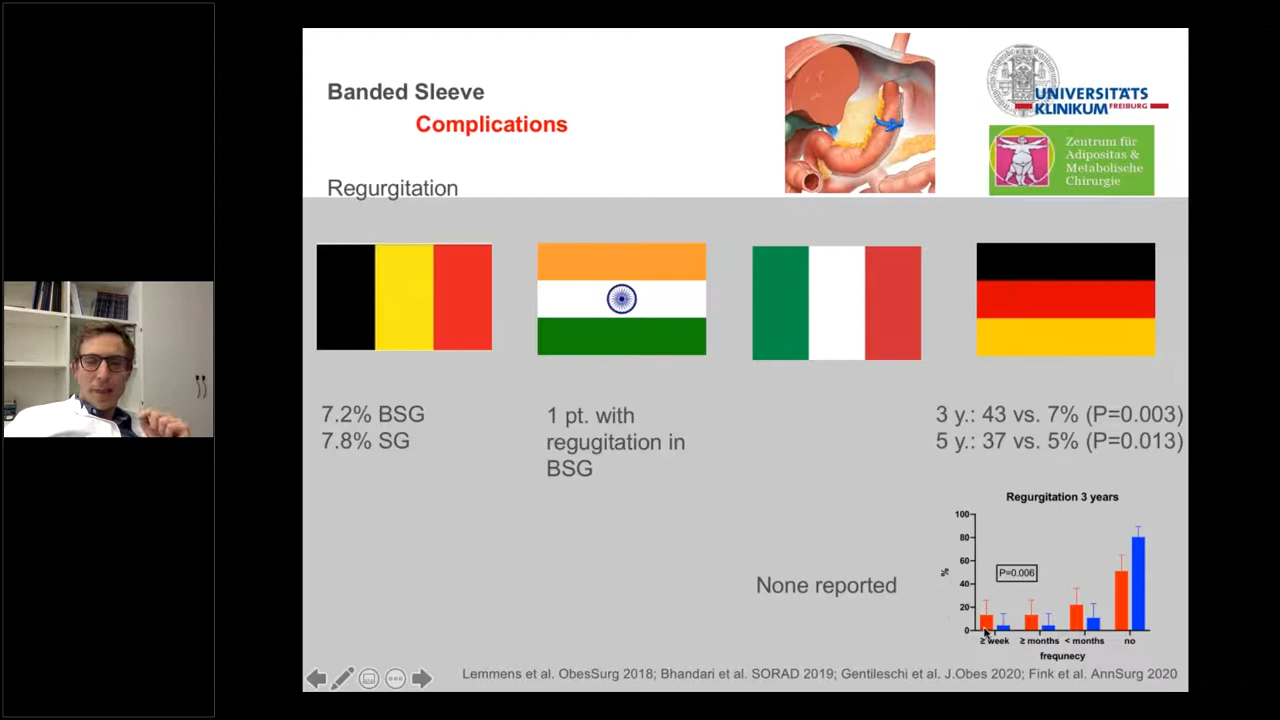 Banded Sleeve
Complications
Regurgitation
UNIVERSITÄTS
KLINIKUM FREIBURG
Zentrum für
Adipositas &
Metabolische
Chirurgie
7.2% BSG
7.8% SG
1 pt. with
regugitation in
BSG
None reported
3 y.: 43 vs. 7% (P=0.003)
5 y.: 37 vs. 5% (P=0.013)
Regurgitation 3 years
100
80
60
40
20
0
%
P=0.006
≥ week
≥ months
< months
no
frequnecy
Lemmens et al. ObesSurg 2018; Bhandari et al. SORAD 2019; Gentileschi et al. J.Obes 2020; Fink et al. AnnSurg 2020